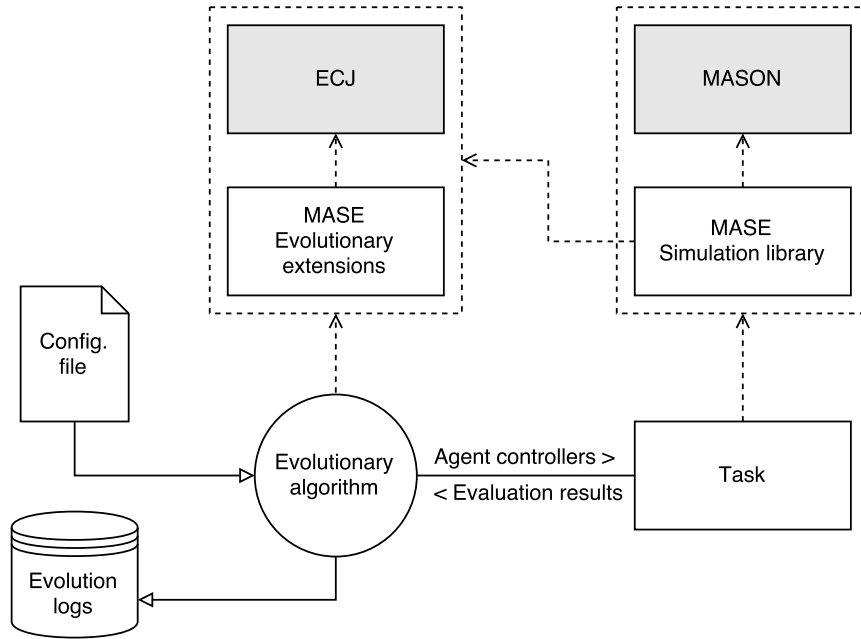 ECJ
MASON
MASE
Evolutionary
extensions
MASE
Simulation library
Config.
file
Evolutionary
algorithm
Agent controllers >
< Evaluation results
Task
Evolution
logs